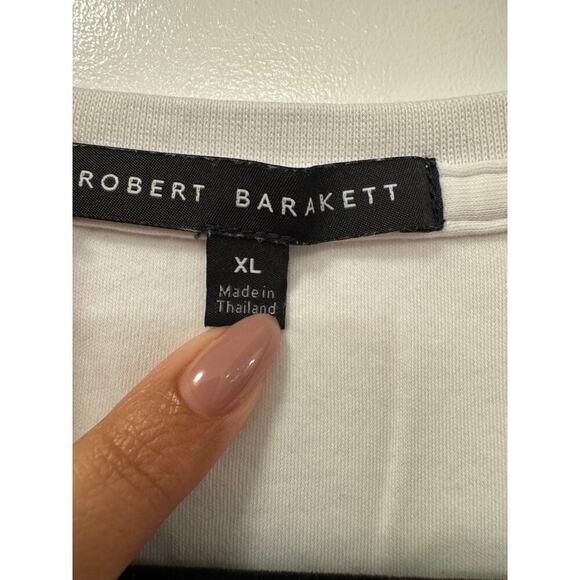 ROBERT BARAKETT
XL
Made in
Thailand